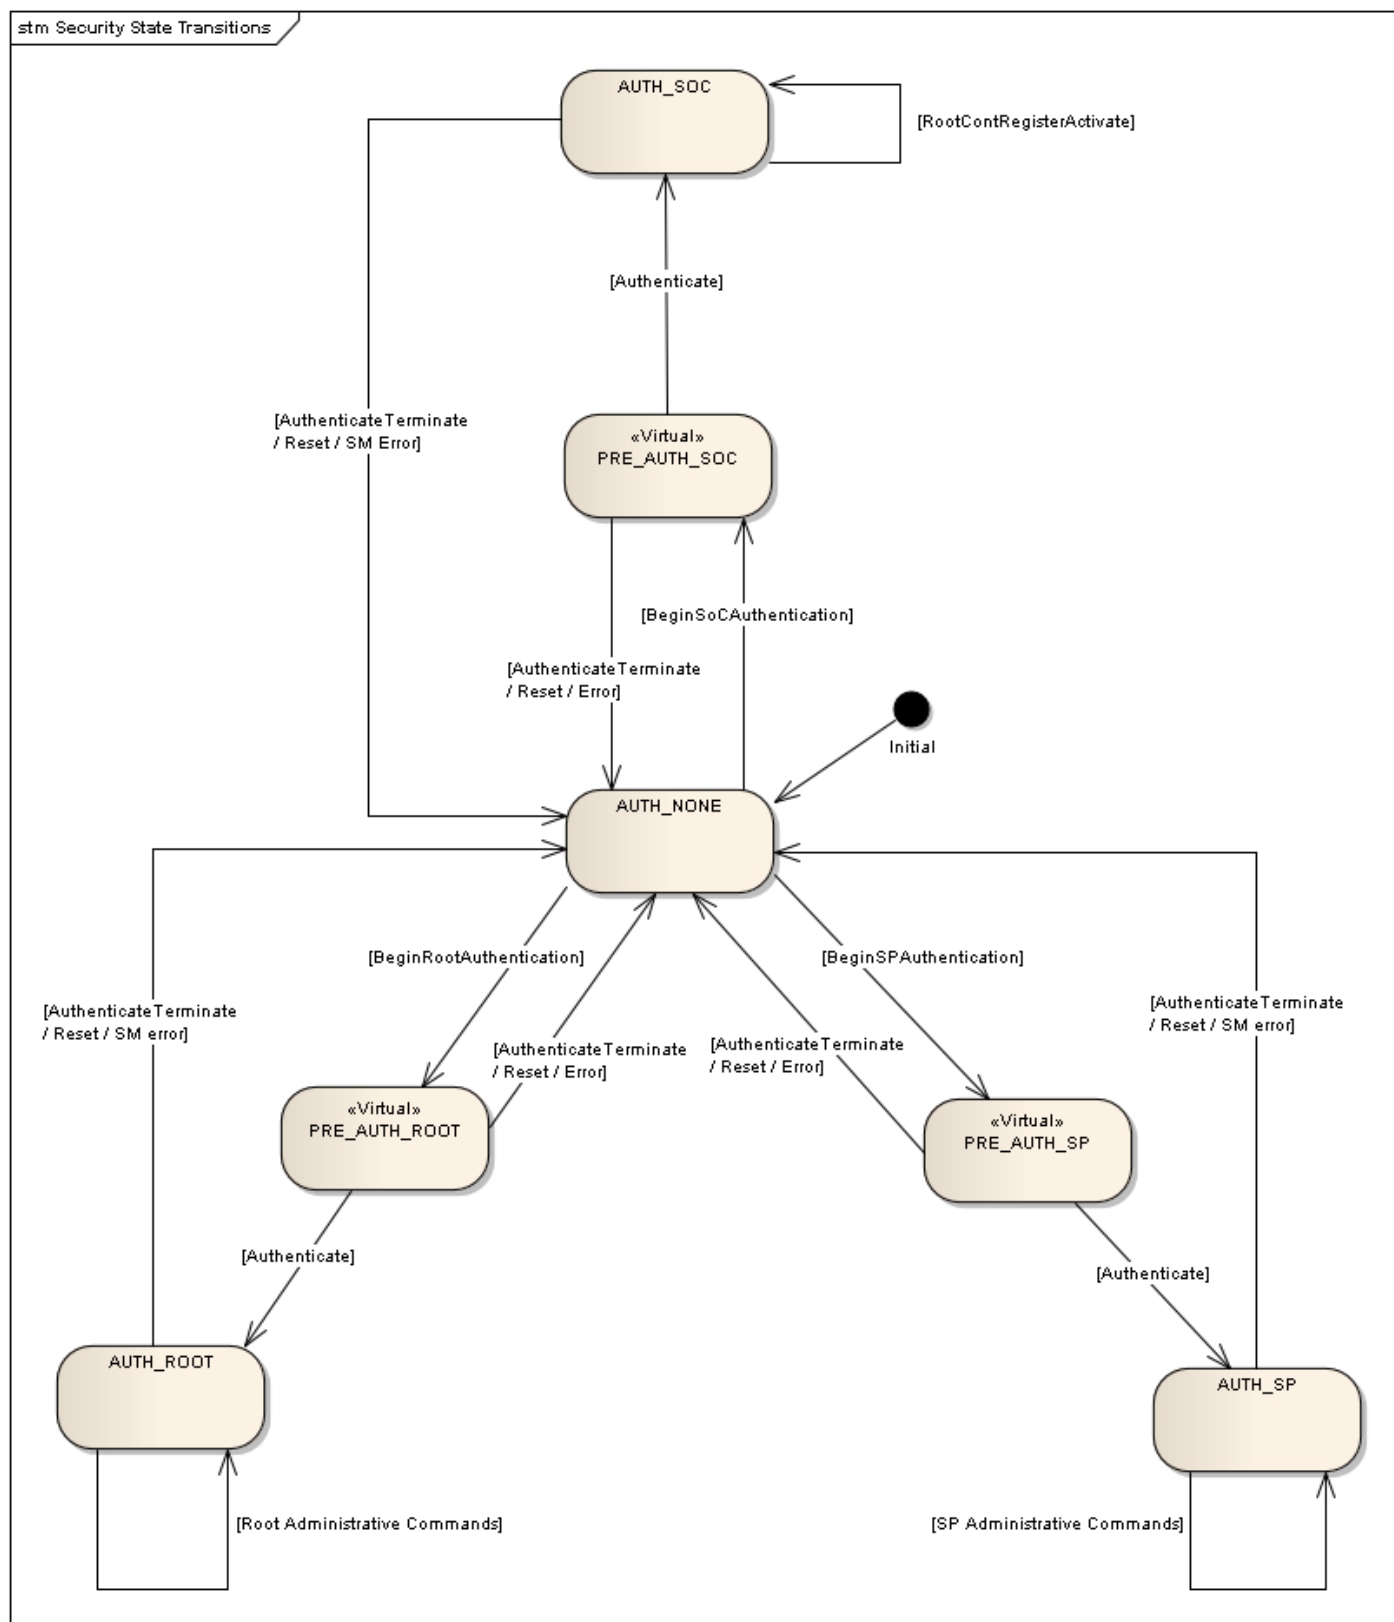 stm Security State Transitions
AUTH_SOC
[RootContRegisterActivate]
[Authenticate]
[AuthenticateTerminate
/ Reset / SM Error]
«Virtual»
PRE_AUTH_SOC
[BeginSoCAuthentication]
[AuthenticateTerminate
/ Reset / Error]
Initial
AUTH_NONE
[BeginRootAuthentication]
[BeginSPAuthentication]
[AuthenticateTerminate
/ Reset / SM error]
[AuthenticateTerminate
/ Reset / Error]
[AuthenticateTerminate
/ Reset / Error]
[AuthenticateTerminate
/ Reset / SM error]
«Virtual»
PRE_AUTH_ROOT
«Virtual»
PRE_AUTH_SP
[Authenticate]
[Authenticate]
AUTH_ROOT
AUTH_SP
[Root Administrative Commands]
[SP Administrative Commands]